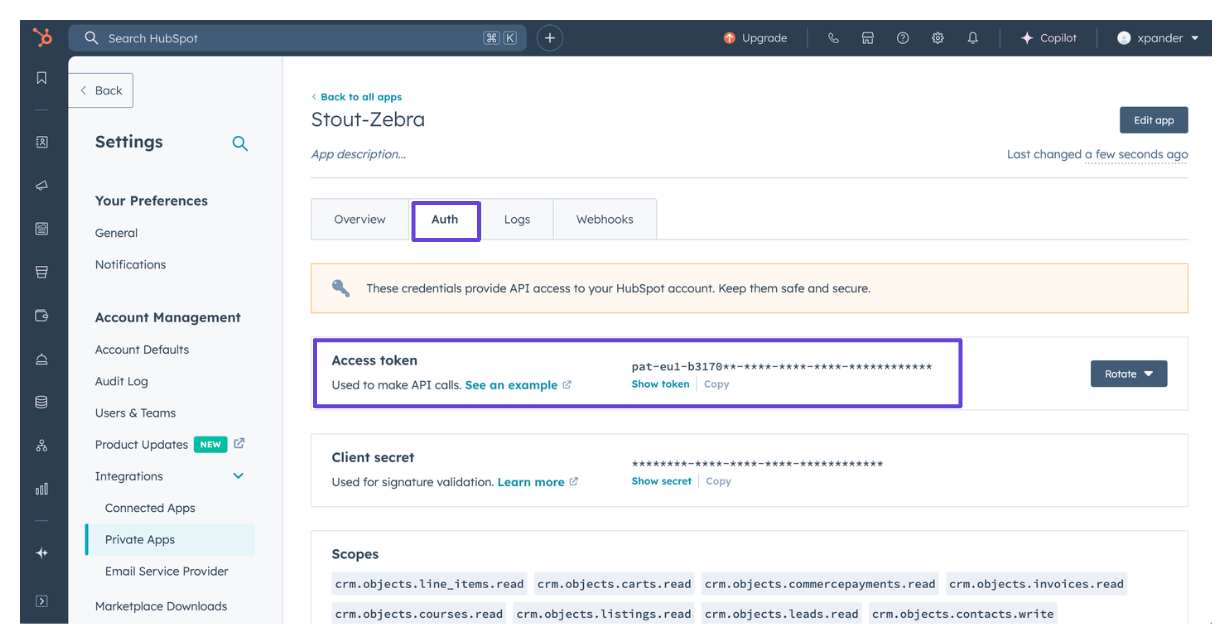 Search HubSpot ⌘ K
Upgrade
Copilot
xpander
Back
Settings
Your Preferences
General
Notifications
Account Management
Account Defaults
Audit Log
Users & Teams
Product Updates NEW
Integrations
Connected Apps
Private Apps
Email Service Provider
Marketplace Downloads
Back to all apps
Stout-Zebra
Edit app
App description...
Last changed a few seconds ago
Overview Auth Logs Webhooks
These credentials provide API access to your HubSpot account. Keep them safe and secure.
Access token
Used to make API calls. See an example
pat-eu1-b3170**-****-****-****-************
Show token Copy
Rotate
Client secret
Used for signature validation. Learn more
********-****-****-****-************
Show secret Copy
Scopes
crm.objects.line_items.read crm.objects.carts.read crm.objects.commercepayments.read crm.objects.invoices.read
crm.objects.courses.read crm.objects.listings.read crm.objects.leads.read crm.objects.contacts.write